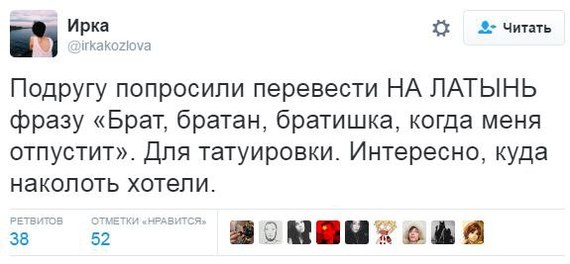 Ирка
@irkakozlova
Читать
Подругу попросили перевести НА ЛАТЫНЬ
фразу «Брат, братан, братишка, когда меня
отпустит». Для татуировки. Интересно, куда
наколоть хотели.
РЕТВИТОВ ОТМЕТКИ «НРАВИТСЯ»
38 52